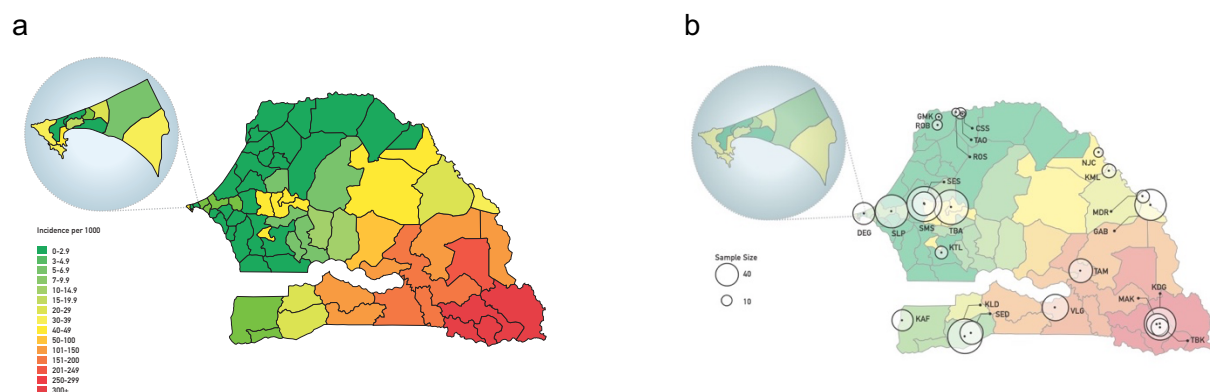 a
Incidence per 1000
0-2.9
3-4.9
5-6.9
7-9.9
10-14.9
15-19.9
20-29
30-39
40-49
50-100
101-150
151-200
201-249
250-299
300+
b
GMK
ROB
CSS
TAO
ROS
NJC
KML
SES
MDR
DEG
SLP
SMS
TBA
GAB
KTL
Sample Size
40
10
TAM
KDG
MAK
KLD
SED
VLG
KAF
TBK